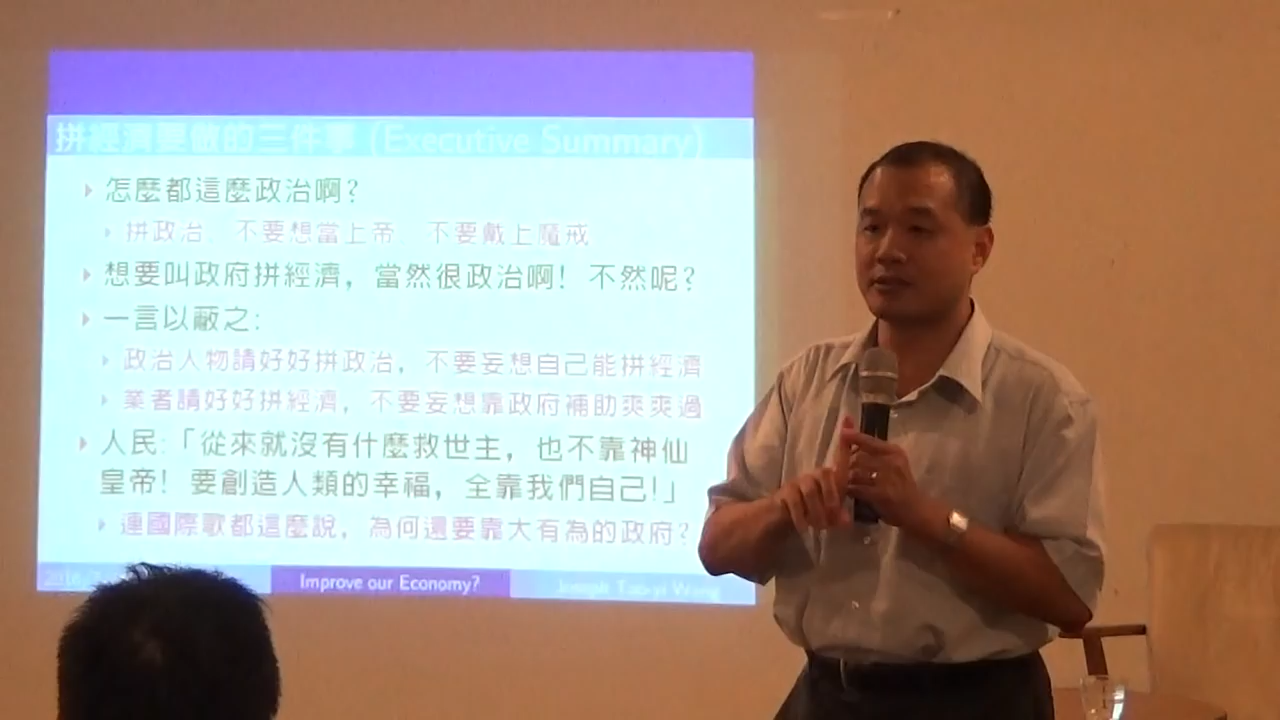 拼經濟要做的三件事 (Executive Summary)
怎麼都這麼政治啊?
拼政治, 不要想當上帝, 不要戴上魔戒
想要叫政府拼經濟, 當然很政治啊! 不然呢?
一言以蔽之:
政治人物請好好拼政治, 不要妄想自己能拼經濟
業者請好好拼經濟, 不要妄想靠政府補助爽爽過
人民:「從來就沒有什麼救世主, 也不靠神仙
皇帝! 要創造人類的幸福, 全靠我們自己!」
連國際歌都這麼說, 為何還要靠大有為的政府?
Improve our Economy?
Joseph Tao-yi Wang